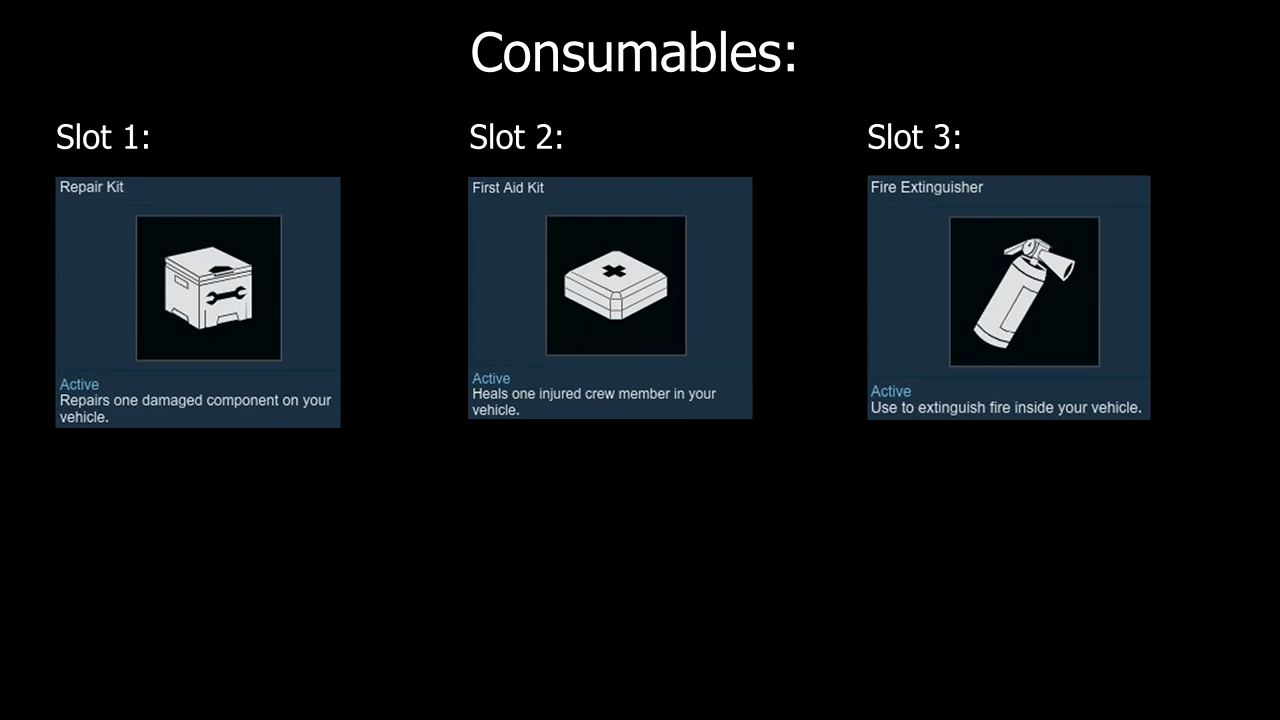 Consumables:
Slot 1:
Slot 2:
Slot 3:
Repair Kit
Active
Repairs one damaged component on your
vehicle.
First Aid Kit
Active
Heals one injured crew member in your
vehicle.
Fire Extinguisher
Active
Use to extinguish fire inside your vehicle.